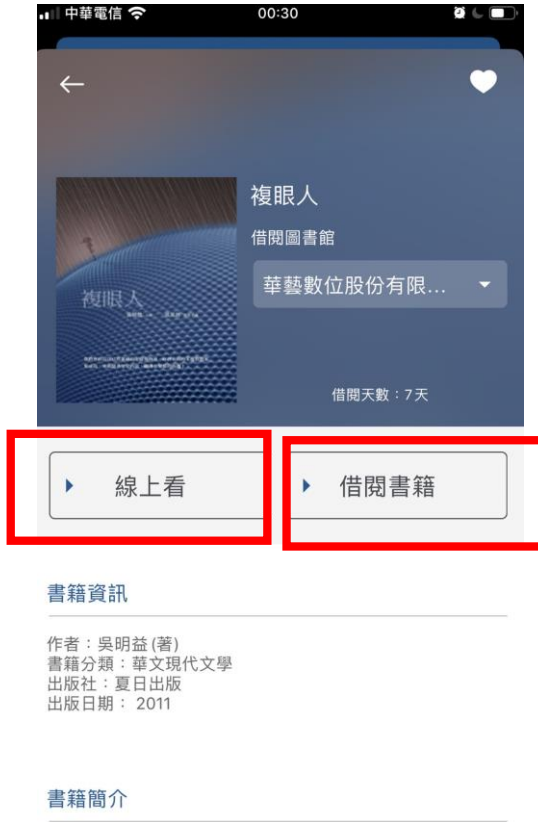 中華電信
00:30
複眼人
借閱圖書館
華藝數位股份有限...
複眼人
借閱天數：7天
線上看
借閱書籍
書籍資訊
作者：吳明益(著)
書籍分類：華文現代文學
出版社：夏日出版
出版日期： 2011
書籍簡介